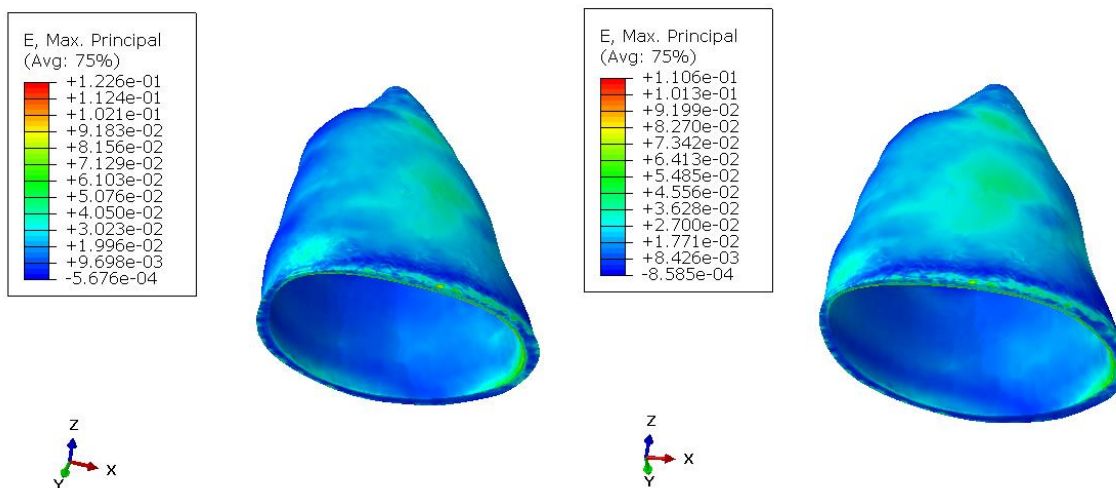 E, Max. Principal
(Avg: 75%)
+1.226e-01
+1.124e-01
+1.021e-01
+9.183e-02
+8.156e-02
+7.129e-02
+6.103e-02
+5.076e-02
+4.050e-02
+3.023e-02
+1.996e-02
+9.698e-03
-5.676e-04
Z
X
Y
E, Max. Principal
(Avg: 75%)
+1.106e-01
+1.013e-01
+9.199e-02
+8.270e-02
+7.342e-02
+6.413e-02
+5.485e-02
+4.556e-02
+3.628e-02
+2.700e-02
+1.771e-02
+8.426e-03
-8.585e-04
Z
X
Y